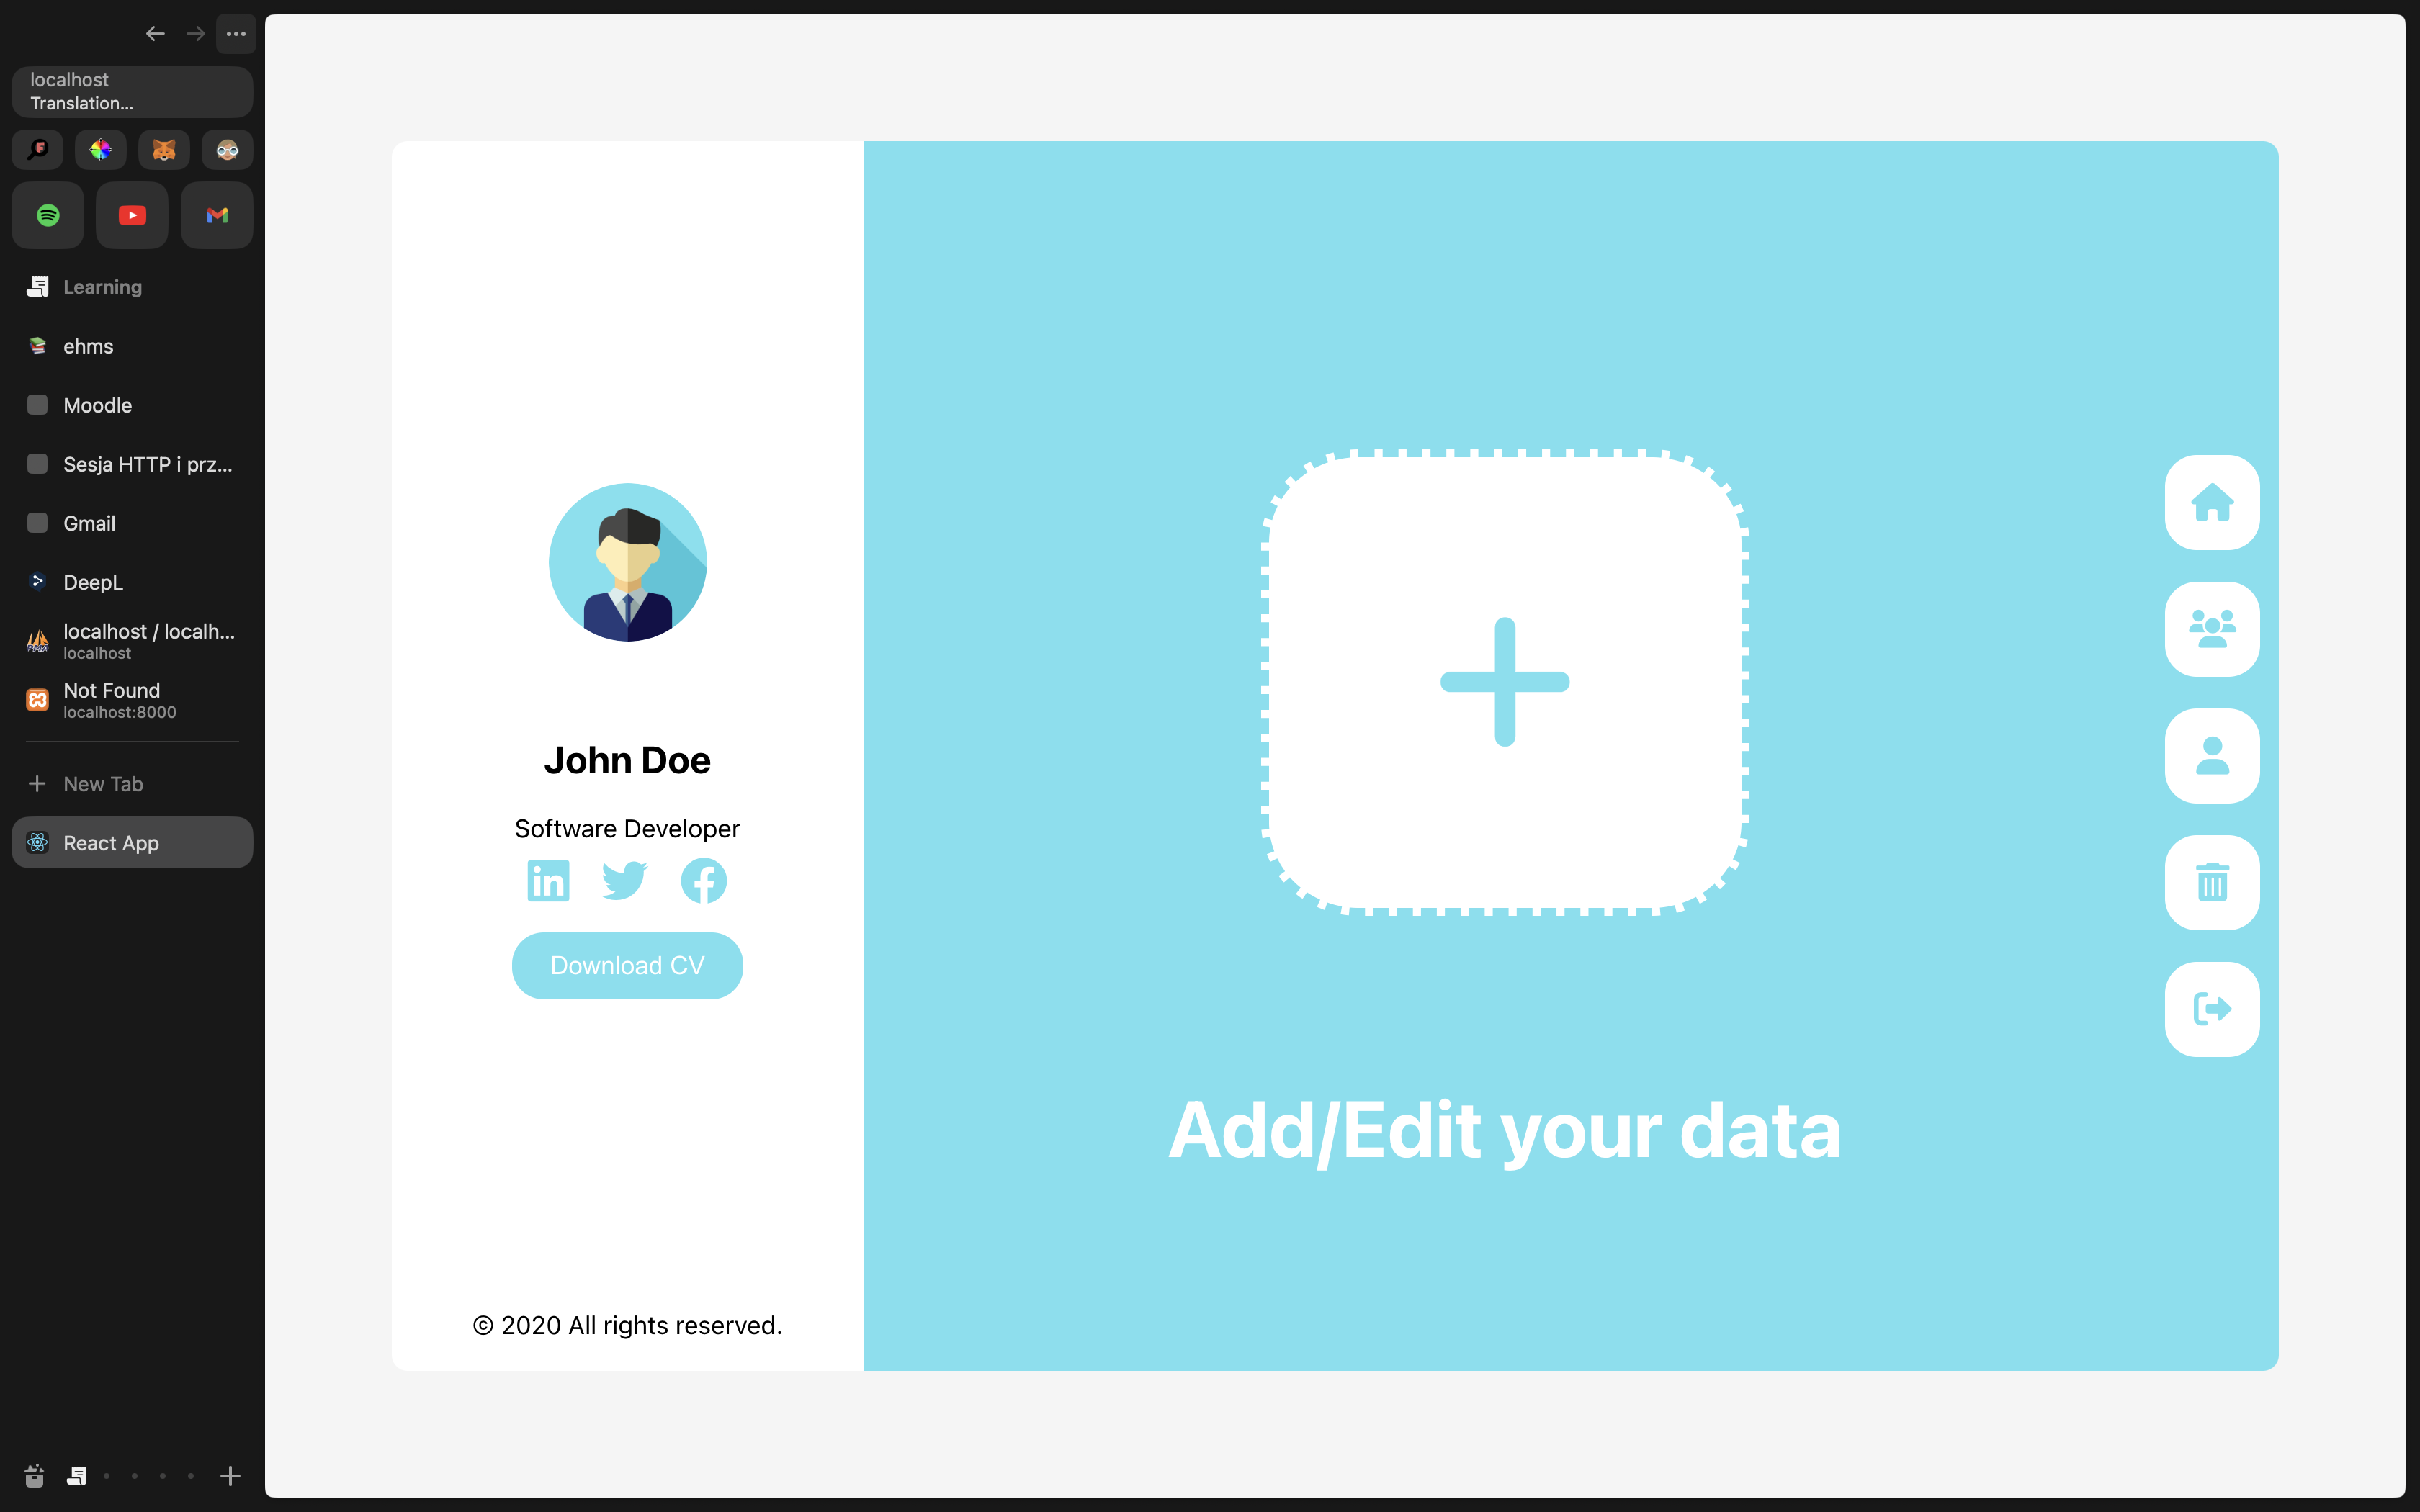 localhost
Translation...
Learning
ehms
Moodle
Sesja HTTP i prz...
Gmail
DeepL
localhost / localh...
localhost
Not Found
localhost:8000
New Tab
React App
John Doe
Software Developer
Download CV
© 2020 All rights reserved.
Add/Edit your data